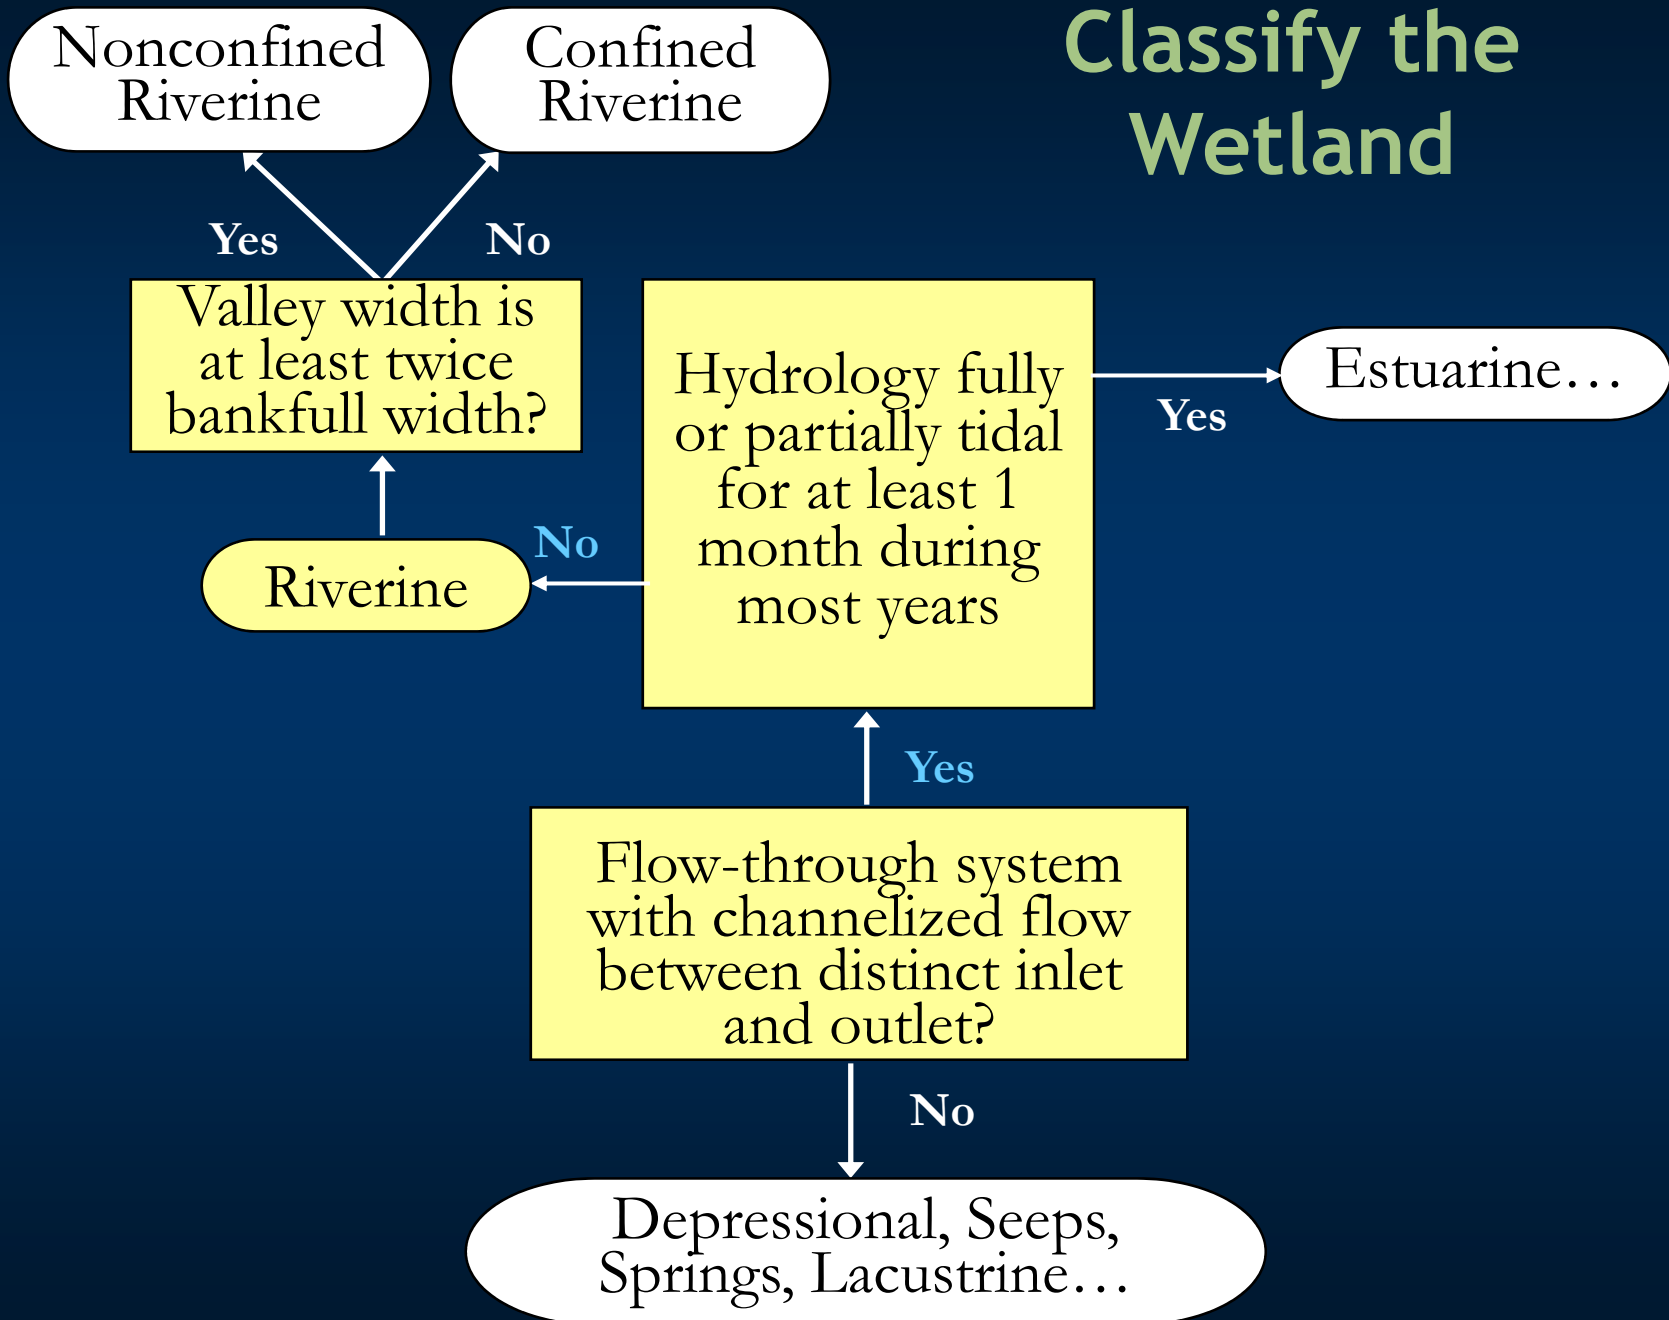 Classify the
Wetland
Nonconfined
Riverine
Confined
Riverine
Yes
No
Valley width is
at least twice
bankfull width?
Hydrology fully
or partially tidal
for at least 1
month during
most years
Yes
Estuarine…
No
Riverine
Yes
Flow-through system
with channelized flow
between distinct inlet
and outlet?
No
Depressional, Seeps,
Springs, Lacustrine…